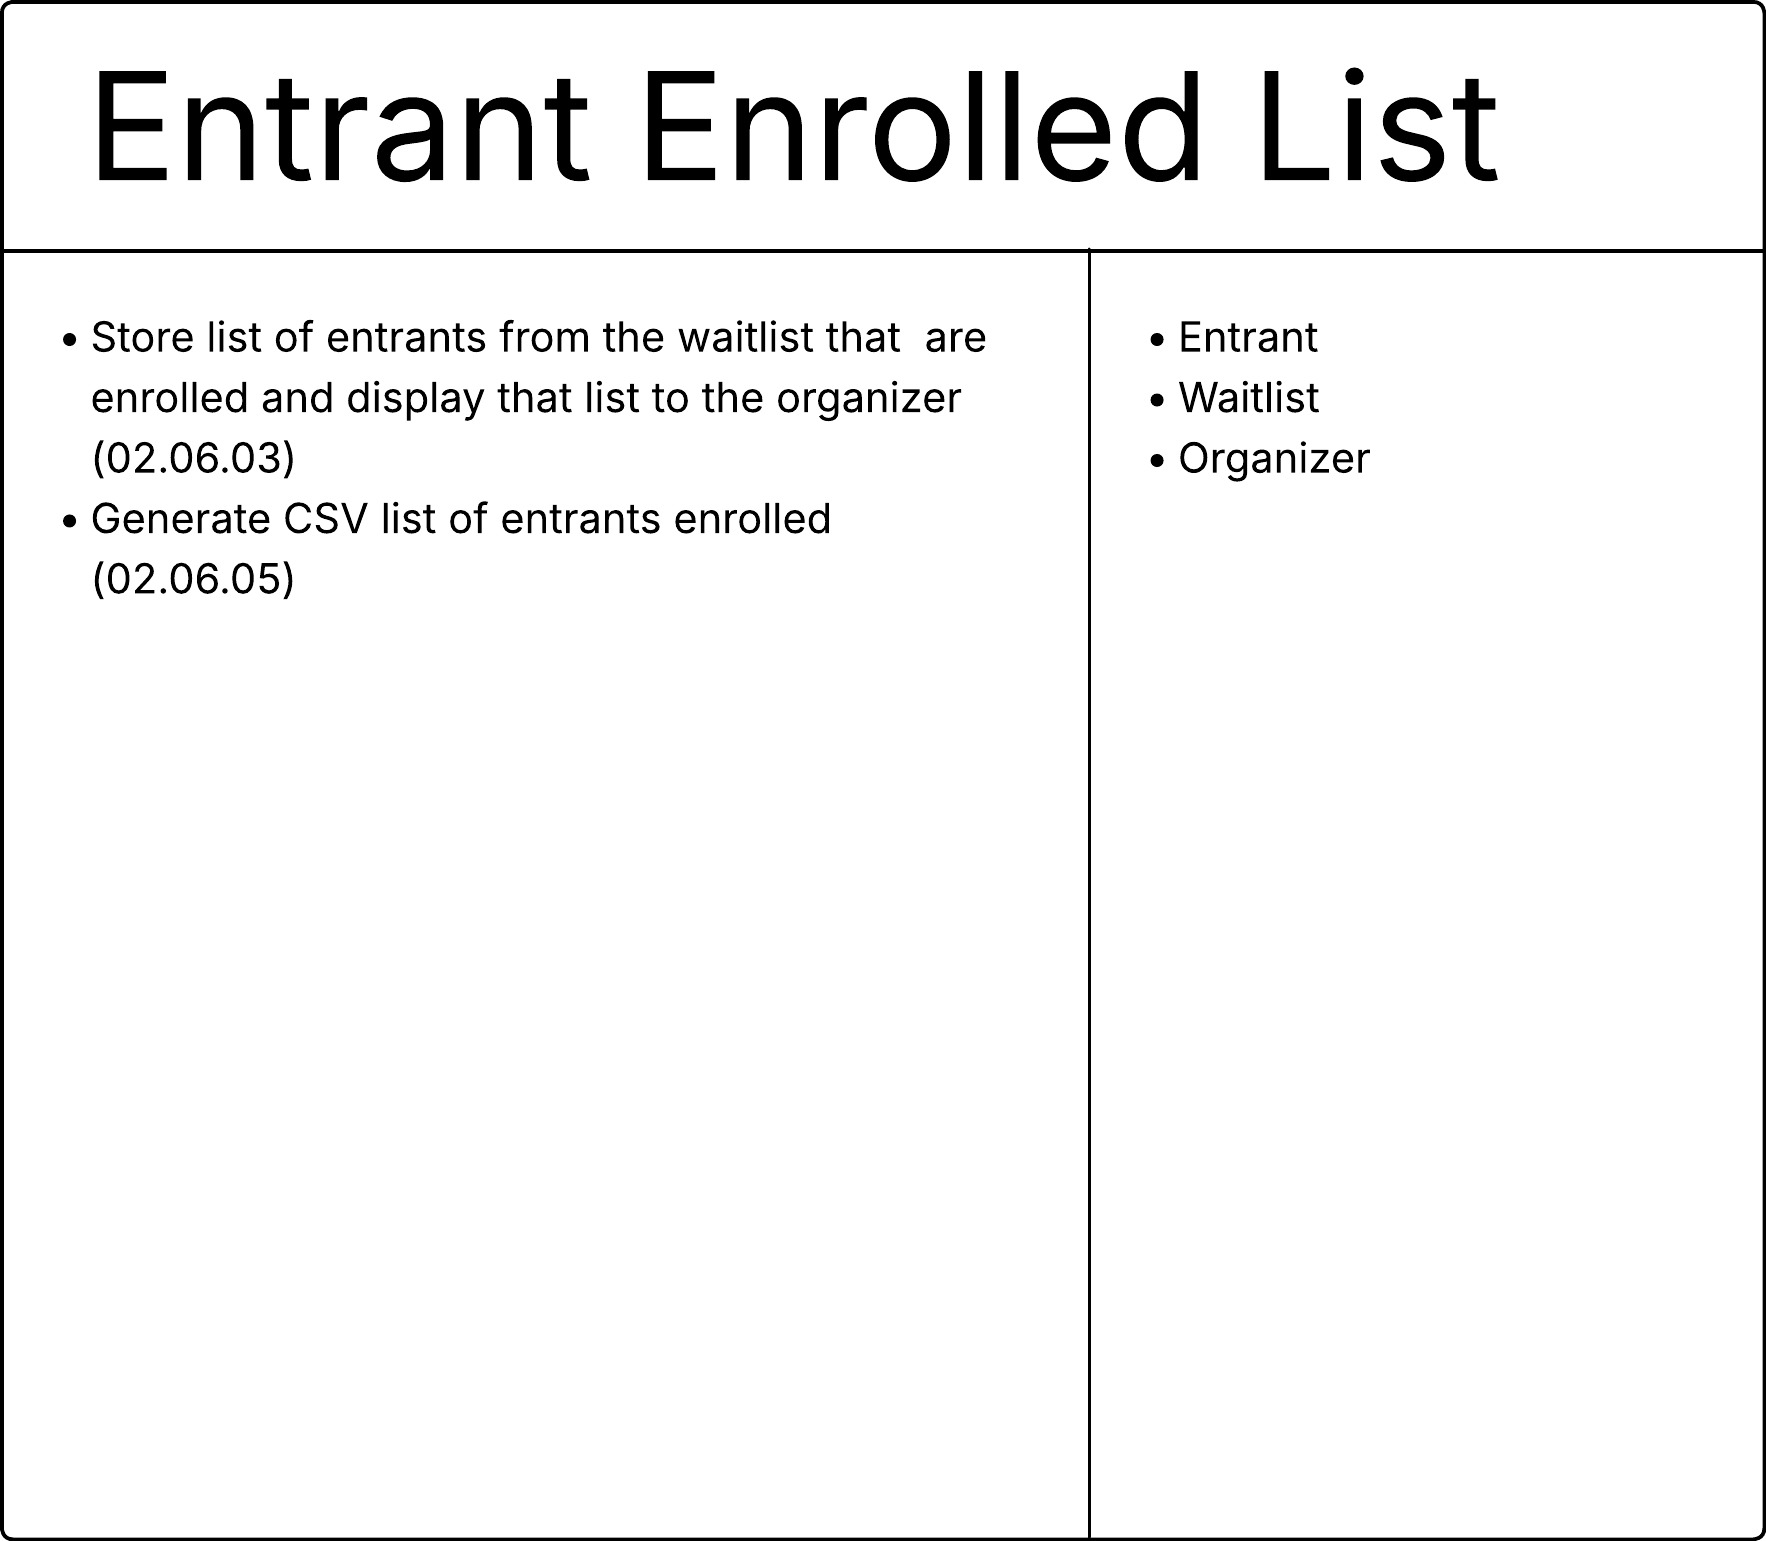 Entrant Enrolled List
• Store list of entrants from the waitlist that  are
enrolled and display that list to the organizer
(02.06.03)
• Generate CSV list of entrants enrolled
(02.06.05)
• Entrant
• Waitlist
• Organizer